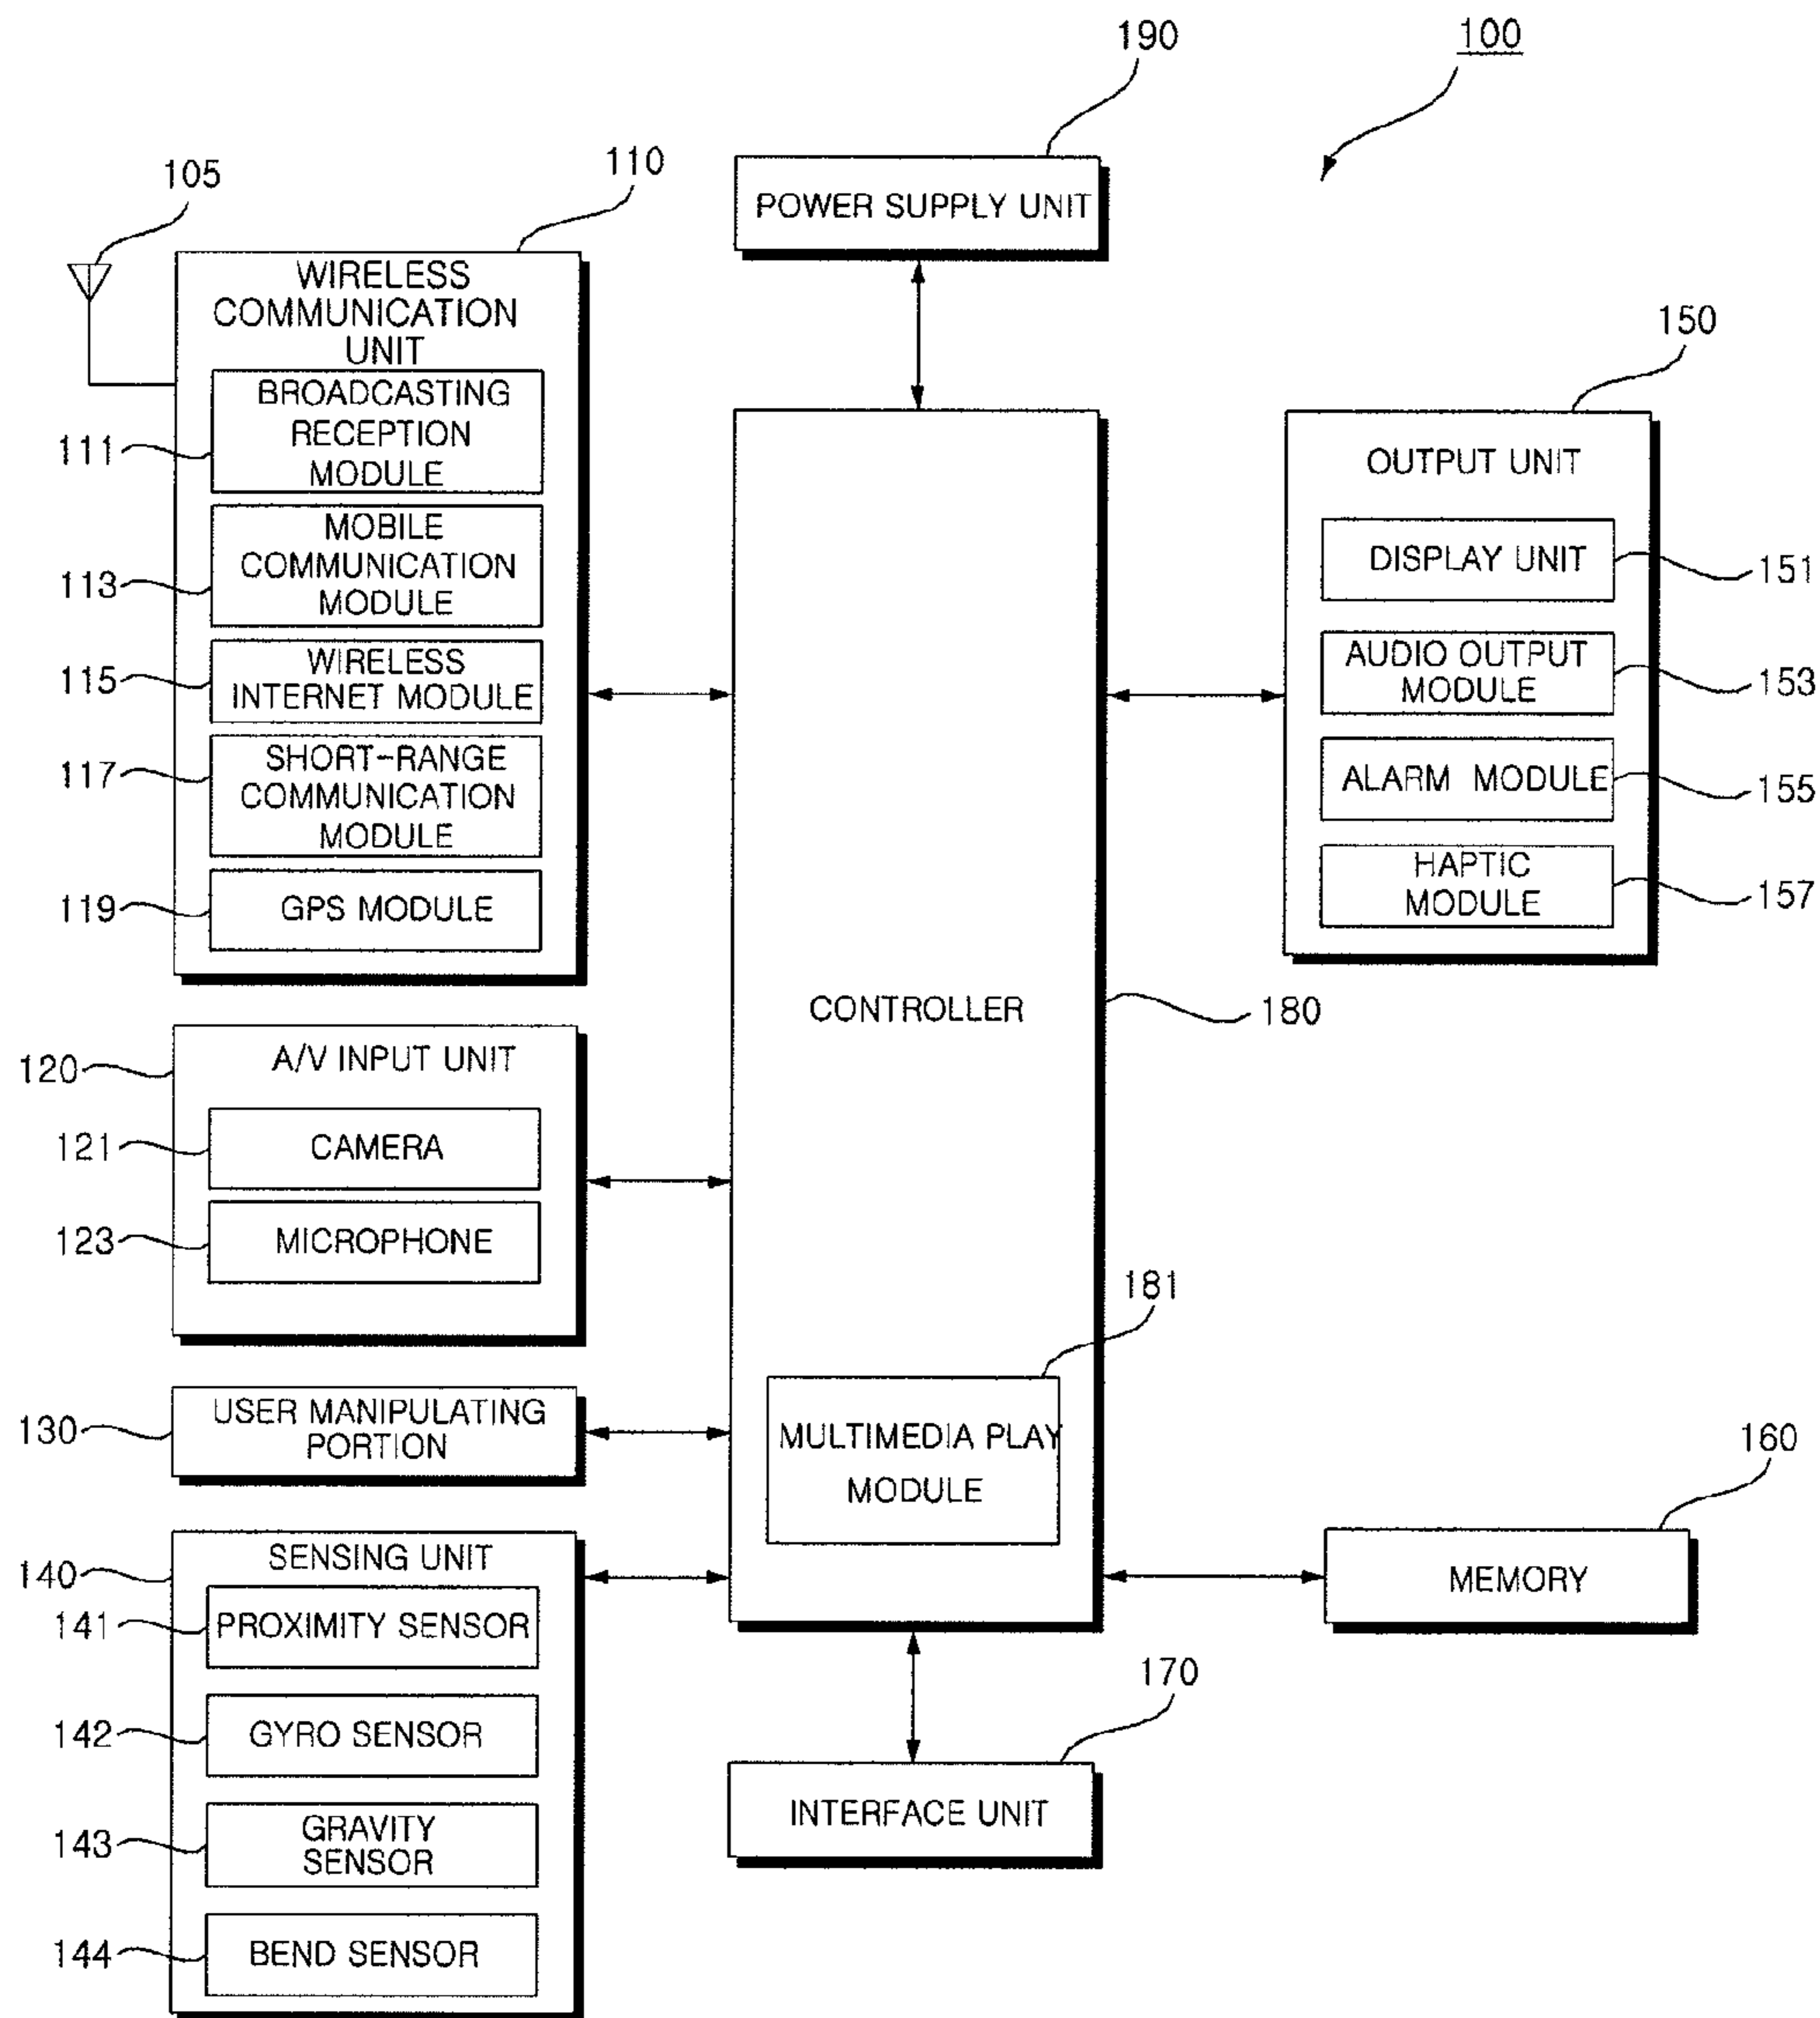 190
100
105
110
POWER SUPPLY UNIT
WIRELESS
COMMUNICATION
UNIT
BROADCASTING
RECEPTION
MODULE
111
MOBILE
COMMUNICATION
MODULE
113
WIRELESS
INTERNET MODULE
115
SHORT-RANGE
COMMUNICATION
MODULE
117
GPS MODULE
119
150
OUTPUT UNIT
DISPLAY UNIT
151
AUDIO OUTPUT
MODULE
153
ALARM MODULE
155
HAPTIC
MODULE
157
CONTROLLER
180
A/V INPUT UNIT
120
CAMERA
121
MICROPHONE
123
181
MULTIMEDIA PLAY
MODULE
USER MANIPULATING
PORTION
130
160
MEMORY
SENSING UNIT
140
PROXIMITY SENSOR
141
GYRO SENSOR
142
GRAVITY
SENSOR
143
BEND SENSOR
144
170
INTERFACE UNIT